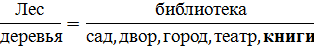 Лес = библиотека
деревья сад, двор, город, театр, книги